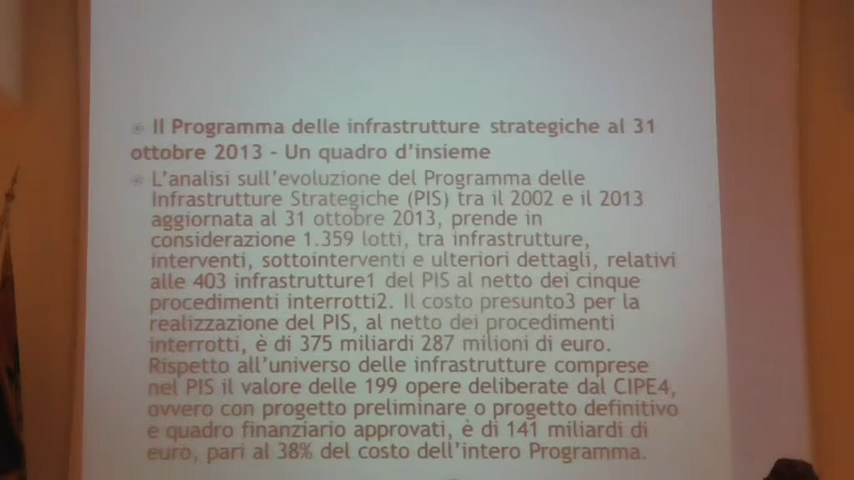 Il Programma delle infrastrutture strategiche al 31
ottobre 2013 - Un quadro d'insieme
L'analisi sull'evoluzione del Programma delle
Infrastrutture Strategiche (PIS) tra il 2002 e il 2013
aggiornata al 31 ottobre 2013, prende in
considerazione 1.359 lotti, tra infrastrutture,
interventi, sottointerventi e ulteriori dettagli, relativi
alle 403 infrastrutture1 del PIS al netto dei cinque
procedimenti interrotti2. Il costo presunto3 per la
realizzazione del PIS, al netto dei procedimenti
interrotti, è di 375 miliardi 287 milioni di euro.
Rispetto all'universo delle infrastrutture comprese
nel PIS il valore delle 199 opere deliberate dal CIPE4,
ovvero con progetto preliminare o progetto definitivo
e quadro finanziario approvati, è di 141 miliardi di
euro, pari al 38% del costo dell'intero Programma.